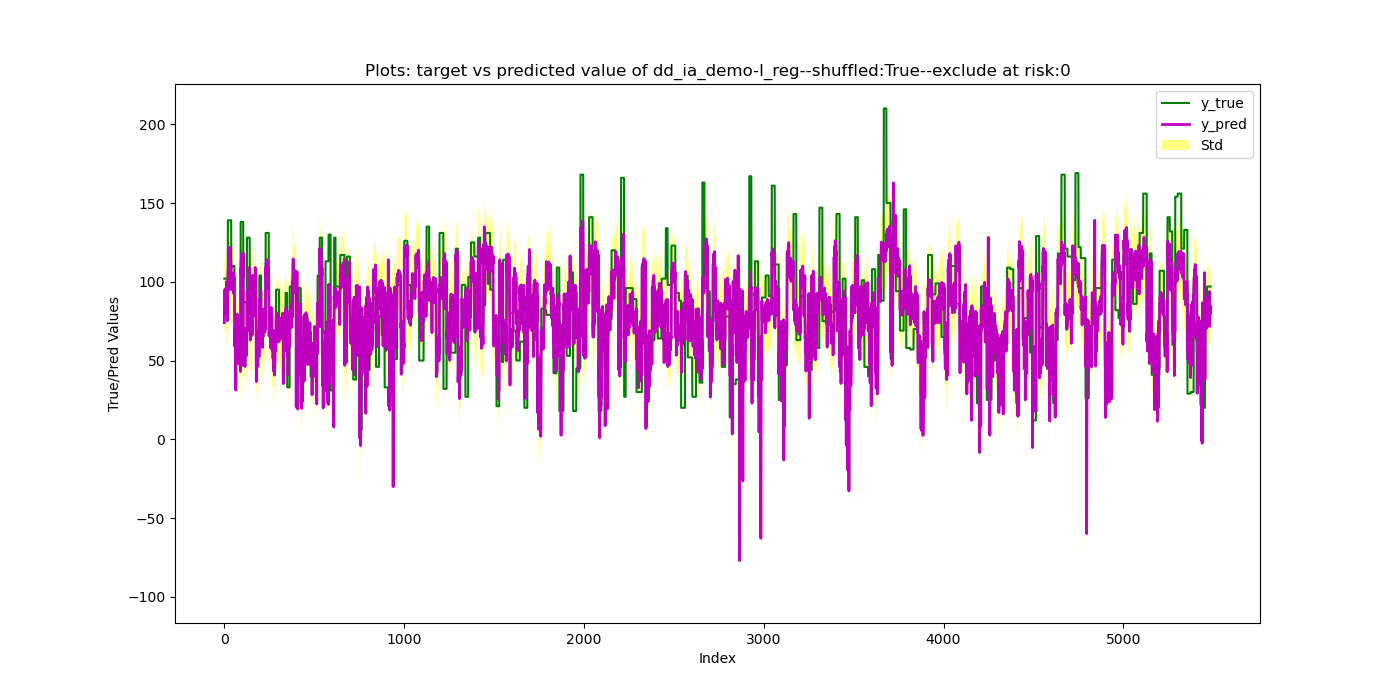 Plots: target vs predicted value of dd_ia_demo-l_reg--shuffled:True--exclude at risk:0
y_true
y_pred
Std
True/Pred Values
200
150
100
50
0
−50
−100
0
1000
2000
3000
4000
5000
Index